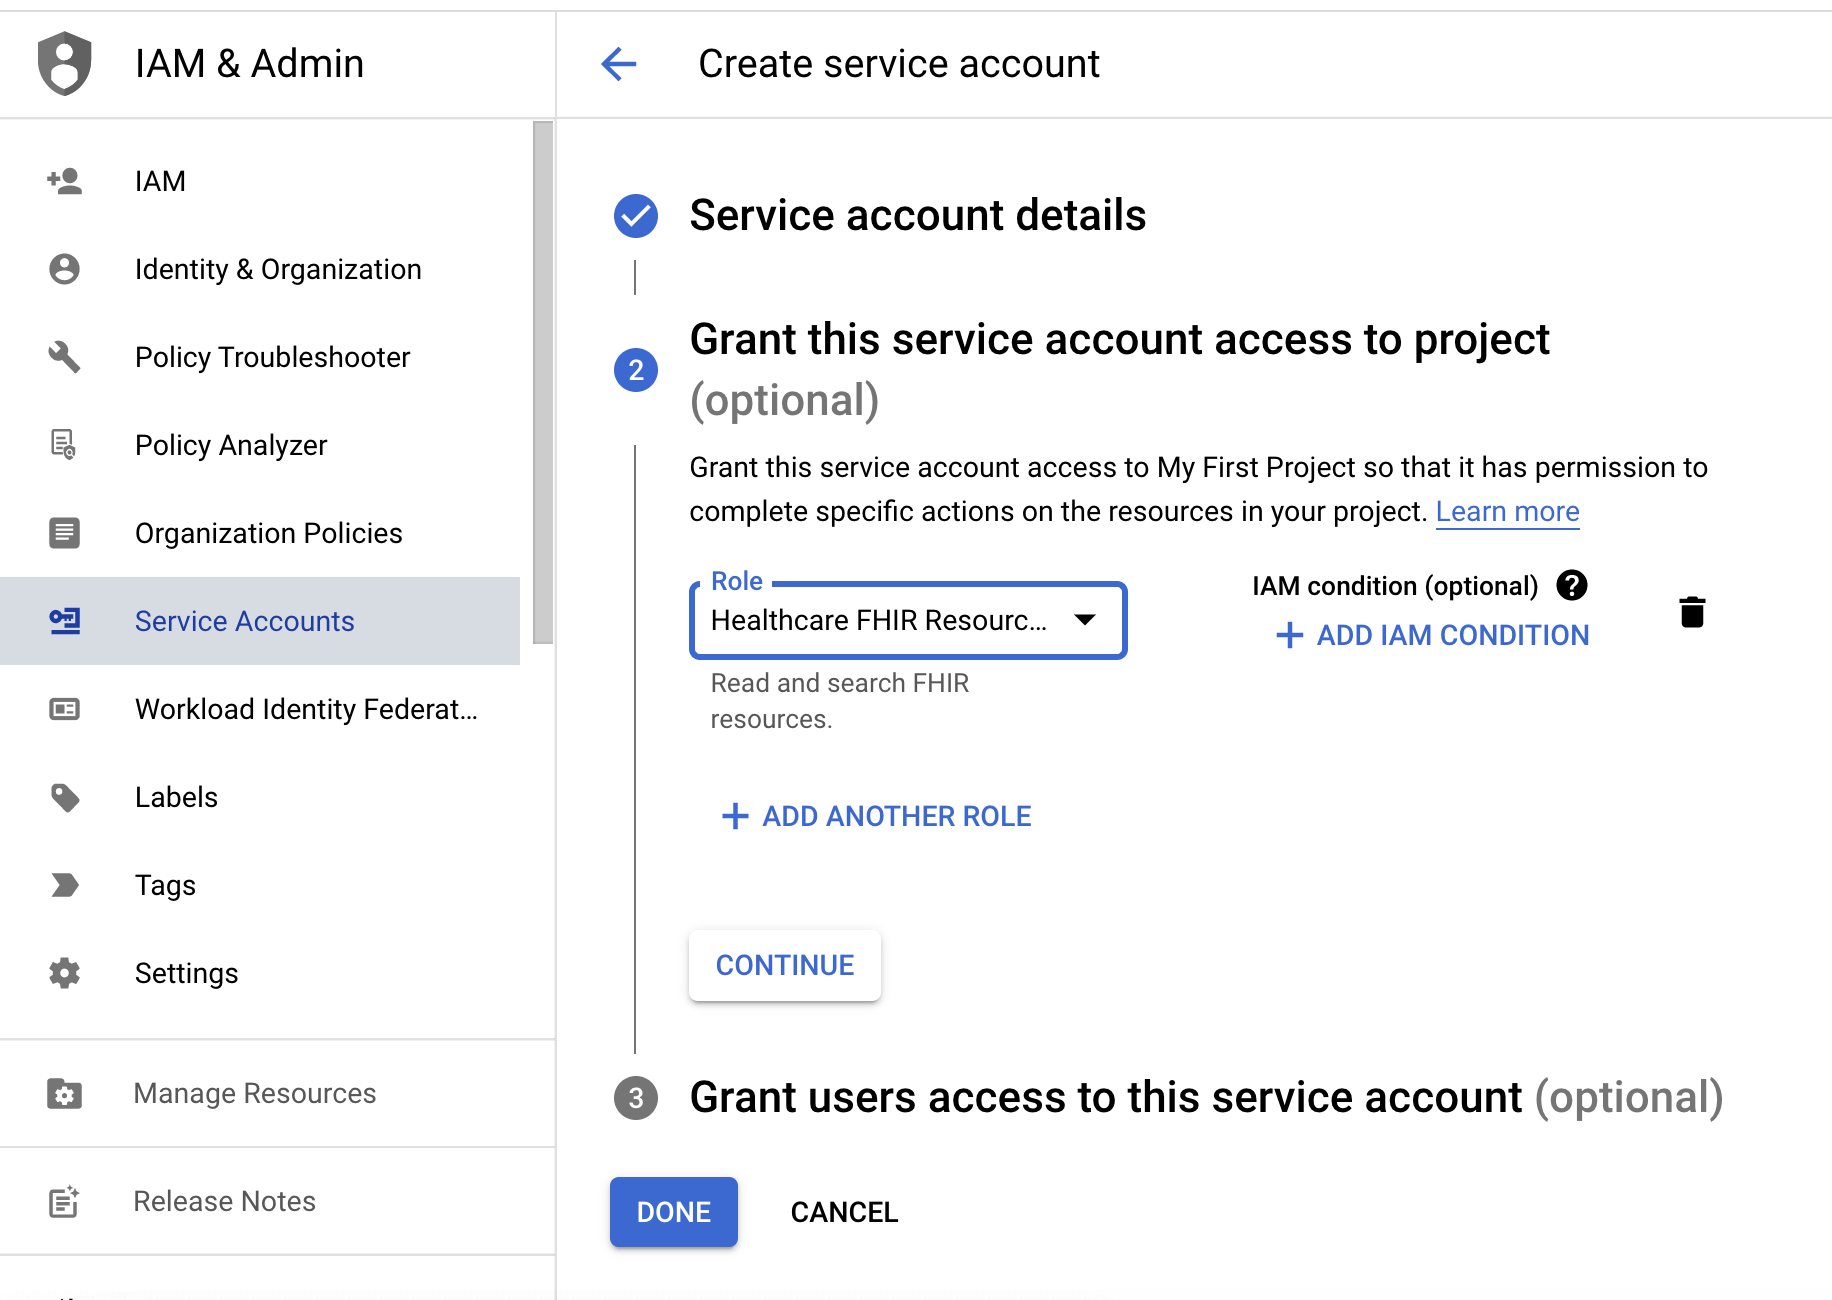 IAM & Admin
Create service account
IAM
Identity & Organization
Policy Troubleshooter
Policy Analyzer
Organization Policies
Service Accounts
Workload Identity Federat...
Labels
Tags
Settings
Manage Resources
Release Notes
Service account details
2
Grant this service account access to project
(optional)
Grant this service account access to My First Project so that it has permission to
complete specific actions on the resources in your project. Learn more
Role
Healthcare FHIR Resourc...
Read and search FHIR
resources.
IAM condition (optional) ?
+ ADD IAM CONDITION
+ ADD ANOTHER ROLE
CONTINUE
3
Grant users access to this service account (optional)
DONE CANCEL